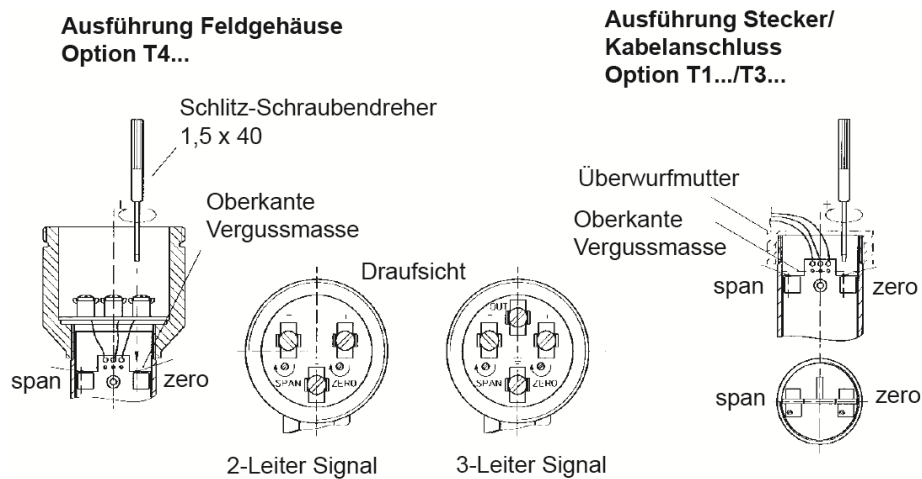 Ausführung Feldgehäuse
Option T4...
Ausführung Stecker/
Kabelanschluss
Option T1.../T3...
Schlitz-Schraubendreher
1,5 x 40
Oberkante
Vergussmasse
Überwurfmutter
Oberkante
Vergussmasse
Draufsicht
span
zero
- +
SPAN ZERO
OUT
- +
SPAN ZERO
span
zero
span
zero
2-Leiter Signal
3-Leiter Signal